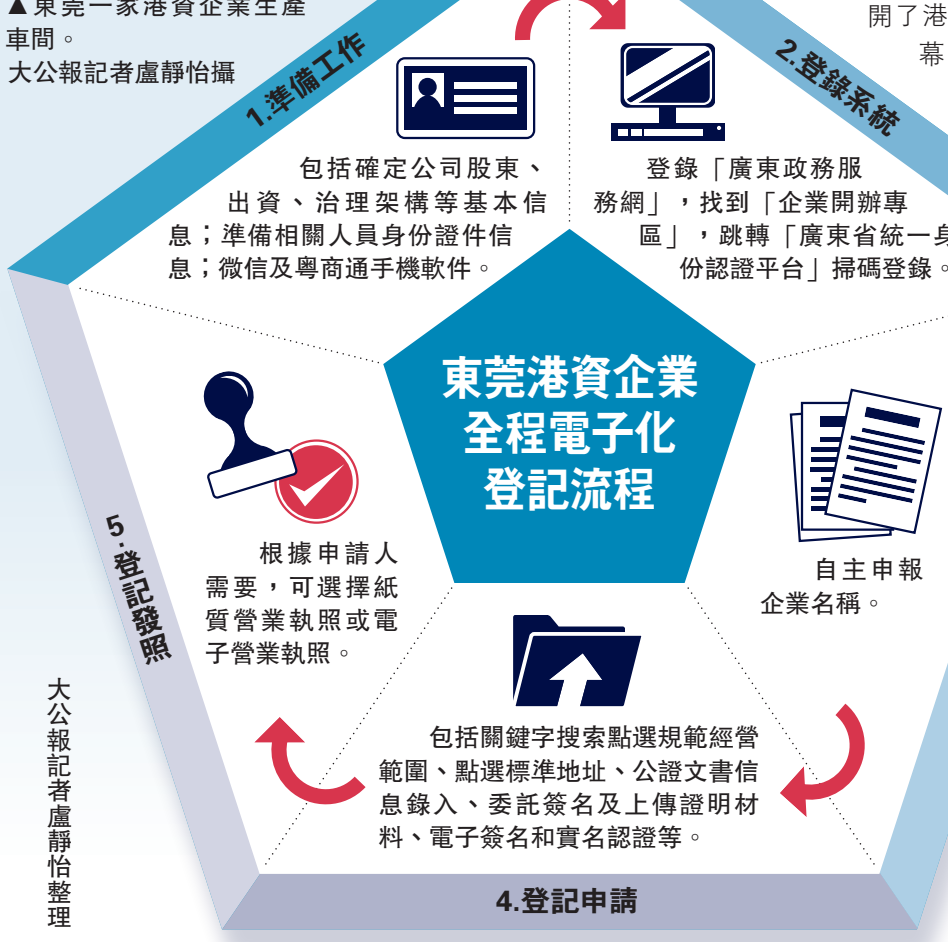 ▲東莞一家港資企業生產
車間。
大公報記者盧靜怡攝
開了港
幕
1.準備工作
包括確定公司股東、
出資、治理架構等基本信
息；準備相關人員身份證件信
息；微信及粵商通手機軟件。
2.登錄系統
登錄「廣東政務服
務網」，找到「企業開辦專
區」，跳轉「廣東省統一身
份認證平台」掃碼登錄。
東莞港資企業
全程電子化
登記流程
自主申報
企業名稱。
4.登記申請
包括關鍵字搜索點選規範經營
範圍、點選標準地址、公證文書信
息錄入、委託簽名及上傳證明材
料、電子簽名和實名認證等。
5.登記發照
根據申請人
需要，可選擇紙
質營業執照或電
子營業執照。
大公報記者盧靜怡整理